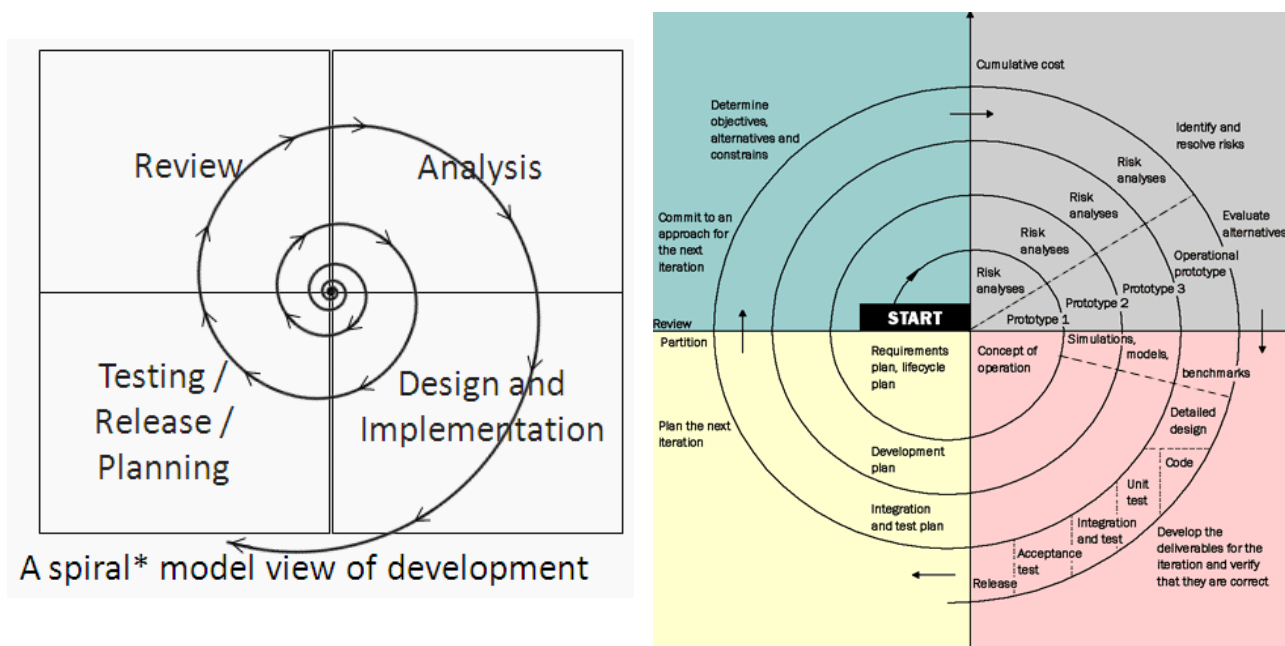 Review
Analysis
Testing /
Release /
Planning
Design and
Implementation
A spiral* model view of development
Cumulative cost
Determine
objectives,
alternatives and
constrains
Identify and
resolve risks
Risk
analyses
Risk
analyses
Risk
analyses
Risk
analyses
Evaluate
alternatives
Commit to an
approach for
the next
iteration
Operational
prototype
Prototype 3
Prototype 2
Prototype 1
START
Review
Partition
Requirements
plan, lifecycle
plan
Concept of
operation
Simulations,
models,
benchmarks
Detailed
design
Plan the next
iteration
Development
plan
Code
Unit
test
Integration
and test plan
Integration
and test
Acceptance
test
Release
Develop the
deliverables for the
iteration and verify
that they are correct